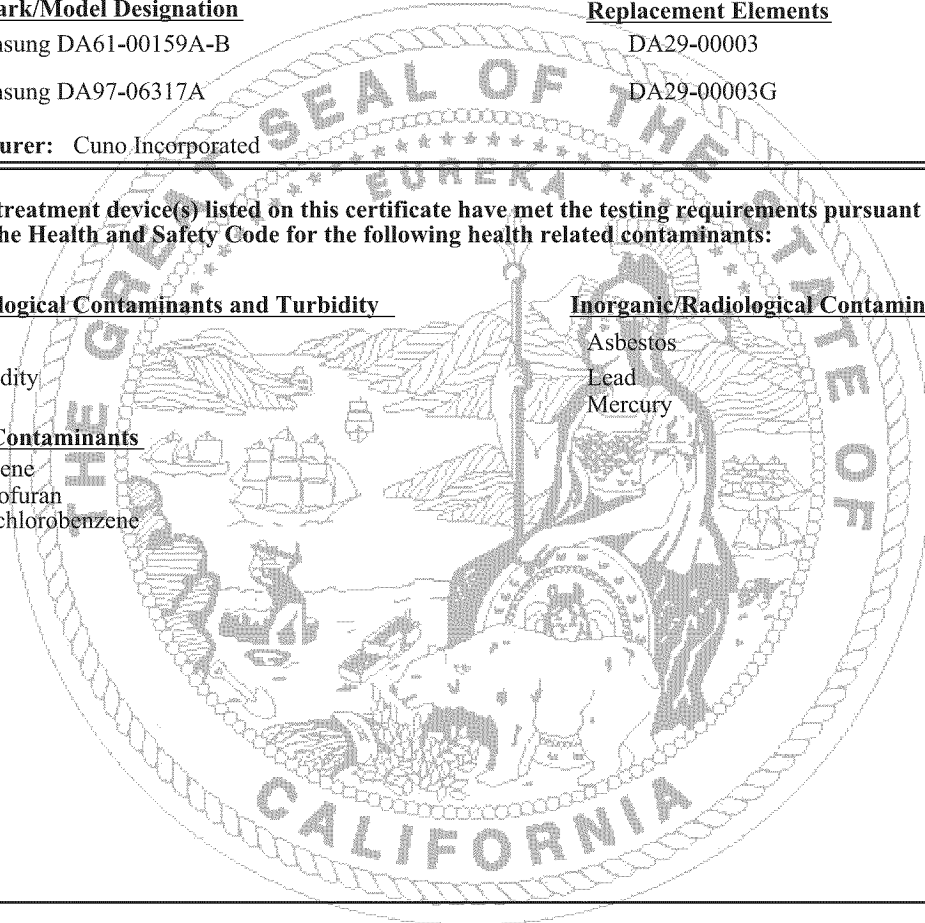 ark/Model Designation    Replacement Elements
nsung DA61-00159A-B    DA29-00003
nsung DA97-06317A    DA29-00003G
urer: Cuno Incorporated
treatment device(s) listed on this certificate have met the testing requirements pursuant
he Health and Safety Code for the following health related contaminants:
logical Contaminants and Turbidity    Inorganic/Radiological Contamin
Asbestos
dity    Lead
Mercury
Contaminants
ene
ofuran
chlorobenzene
THE GREAT SEAL OF THE STATE OF
EUREKA
CALIFORNIA